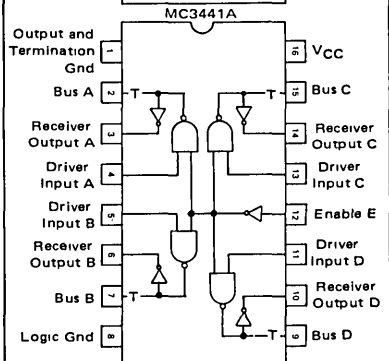 MC3441A
Output and
Termination
Gnd
1
16
VCC
Bus A
2
T
T
15
Bus C
Receiver
Output A
3
14
Receiver
Output C
Driver
Input A
4
13
Driver
Input C
Driver
Input B
5
12
Enable E
Receiver
Output B
6
11
Driver
Input D
Bus B
7
T
10
Receiver
Output D
Logic Gnd
8
T
9
Bus D